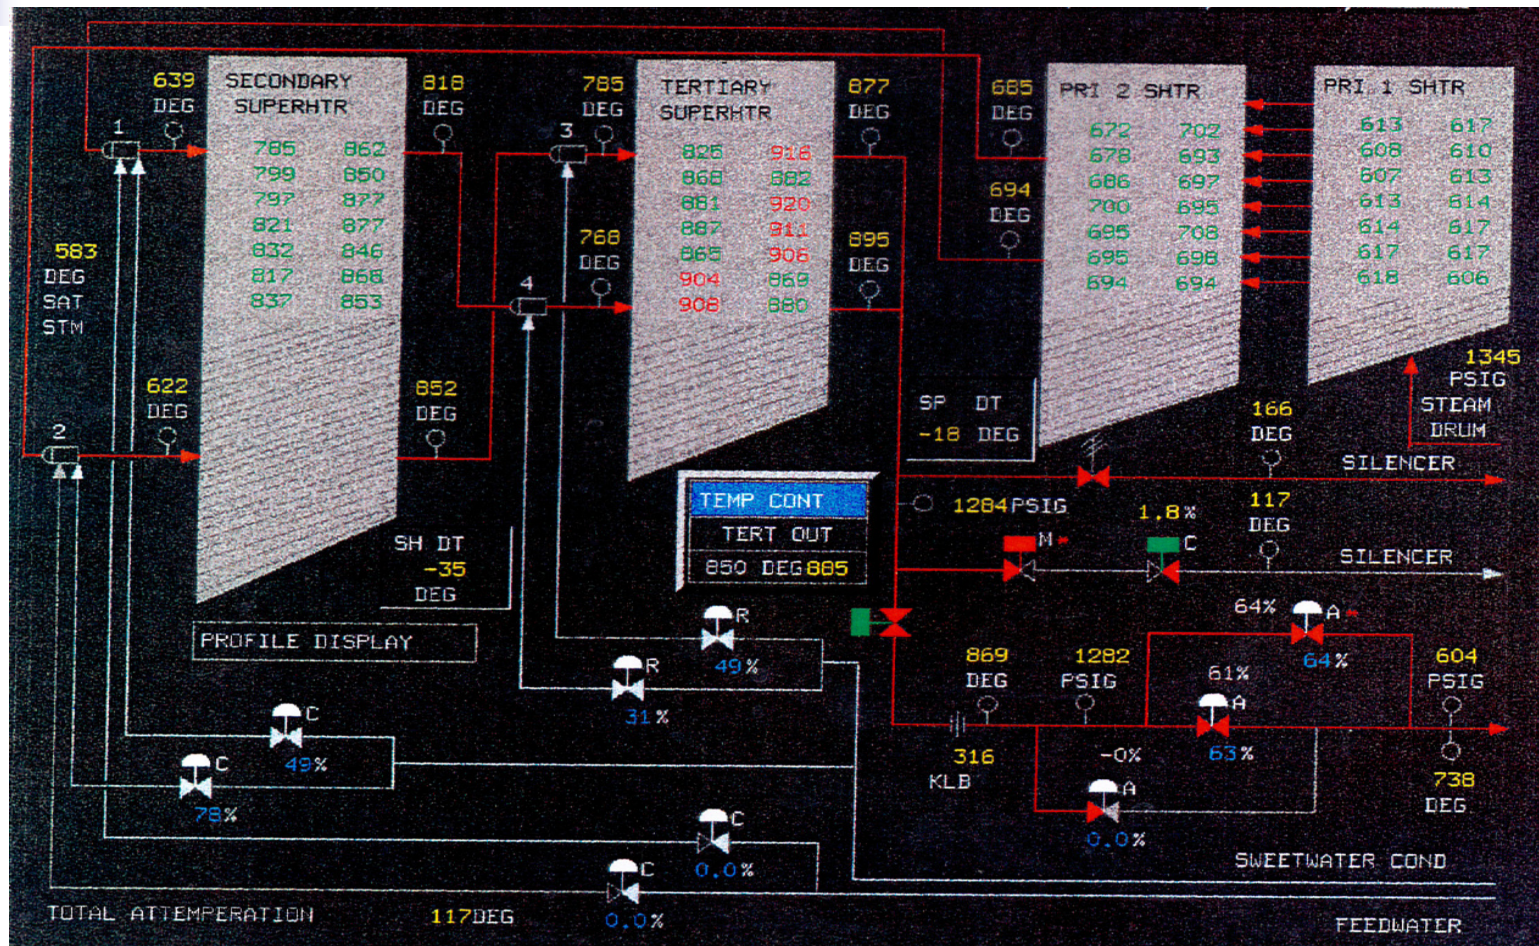 639 DEG
SECONDARY SUPERHTR
818 DEG
785 DEG
TERTIARY SUPERHTR
877 DEG
685 DEG
PRI 2 SHTR
PRI 1 SHTR
1
3
785 862
799 850
797 877
821 877
832 846
817 866
837 853
825 916
868 882
881 920
887 911
865 906
904 869
908 880
672 702
678 693
686 697
700 695
695 708
695 698
694 694
613 617
608 610
607 613
613 614
614 617
617 617
618 606
694 DEG
583 DEG SAT STM
768 DEG
895 DEG
4
622 DEG
852 DEG
2
SP DT
-18 DEG
166 DEG
1345 PSIG
STEAM DRUM
SILENCER
TEMP CONT
TERT OUT
850 DEG 885
1284 PSIG
1.8%
117 DEG
M*
C
SILENCER
SH DT
-35
DEG
PROFILE DISPLAY
R
49%
R
31%
64%
A*
64%
869 DEG
1282 PSIG
61%
A
63%
604 PSIG
C
49%
C
78%
316
KLB
-0%
A
0.0%
738 DEG
C
0.0%
C
0.0%
SWEETWATER COND
TOTAL ATTEMPERATION 117DEG
FEEDWATER